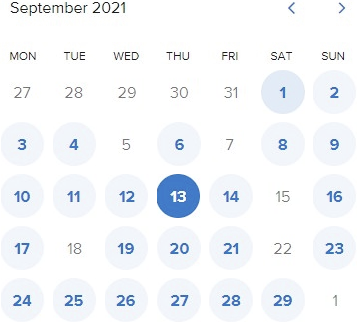 September 2021
MON TUE WED THU FRI SAT SUN
27 28 29 30 31 1 2
3 4 5 6 7 8 9
10 11 12 13 14 15 16
17 18 19 20 21 22 23
24 25 26 27 28 29 1